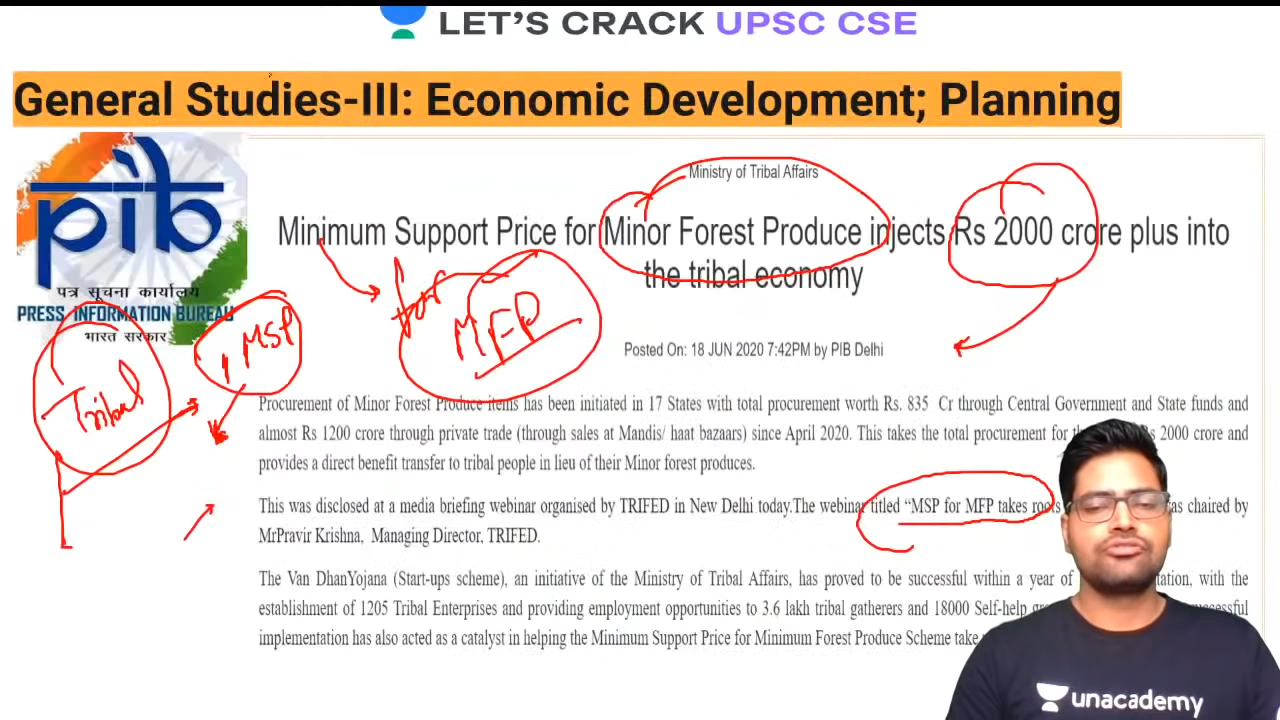 LET'S CRACK UPSC CSE
General Studies-III: Economic Development; Planning
Ministry of Tribal Affairs
Minimum Support Price for Minor Forest Produce injects Rs 2000 crore plus into
the tribal economy
pib
पत्र सूचना कार्यालय
PRESS INFORMATION BUREAU
भारत सरकार
Tribal
MSP
for
MFP
Posted On: 18 JUN 2020 7:42PM by PIB Delhi
Procurement of Minor Forest Produce items has been initiated in 17 States with total procurement worth Rs. 835 Cr through Central Government and State funds and
almost Rs 1200 crore through private trade (through sales at Mandis/ haat bazaars) since April 2020. This takes the total procurement for Rs 2000 crore and
provides a direct benefit transfer to tribal people in lieu of their Minor forest produces.
This was disclosed at a media briefing webinar organised by TRIFED in New Delhi today.The webinar titled “MSP for MFP takes roots chaired by
MrPravir Krishna, Managing Director, TRIFED.
The Van DhanYojana (Start-ups scheme), an initiative of the Ministry of Tribal Affairs, has proved to be successful within a year of with the
establishment of 1205 Tribal Enterprises and providing employment opportunities to 3.6 lakh tribal gatherers and 18000 Self-help
implementation has also acted as a catalyst in helping the Minimum Support Price for Minimum Forest Produce Scheme take
unacademy